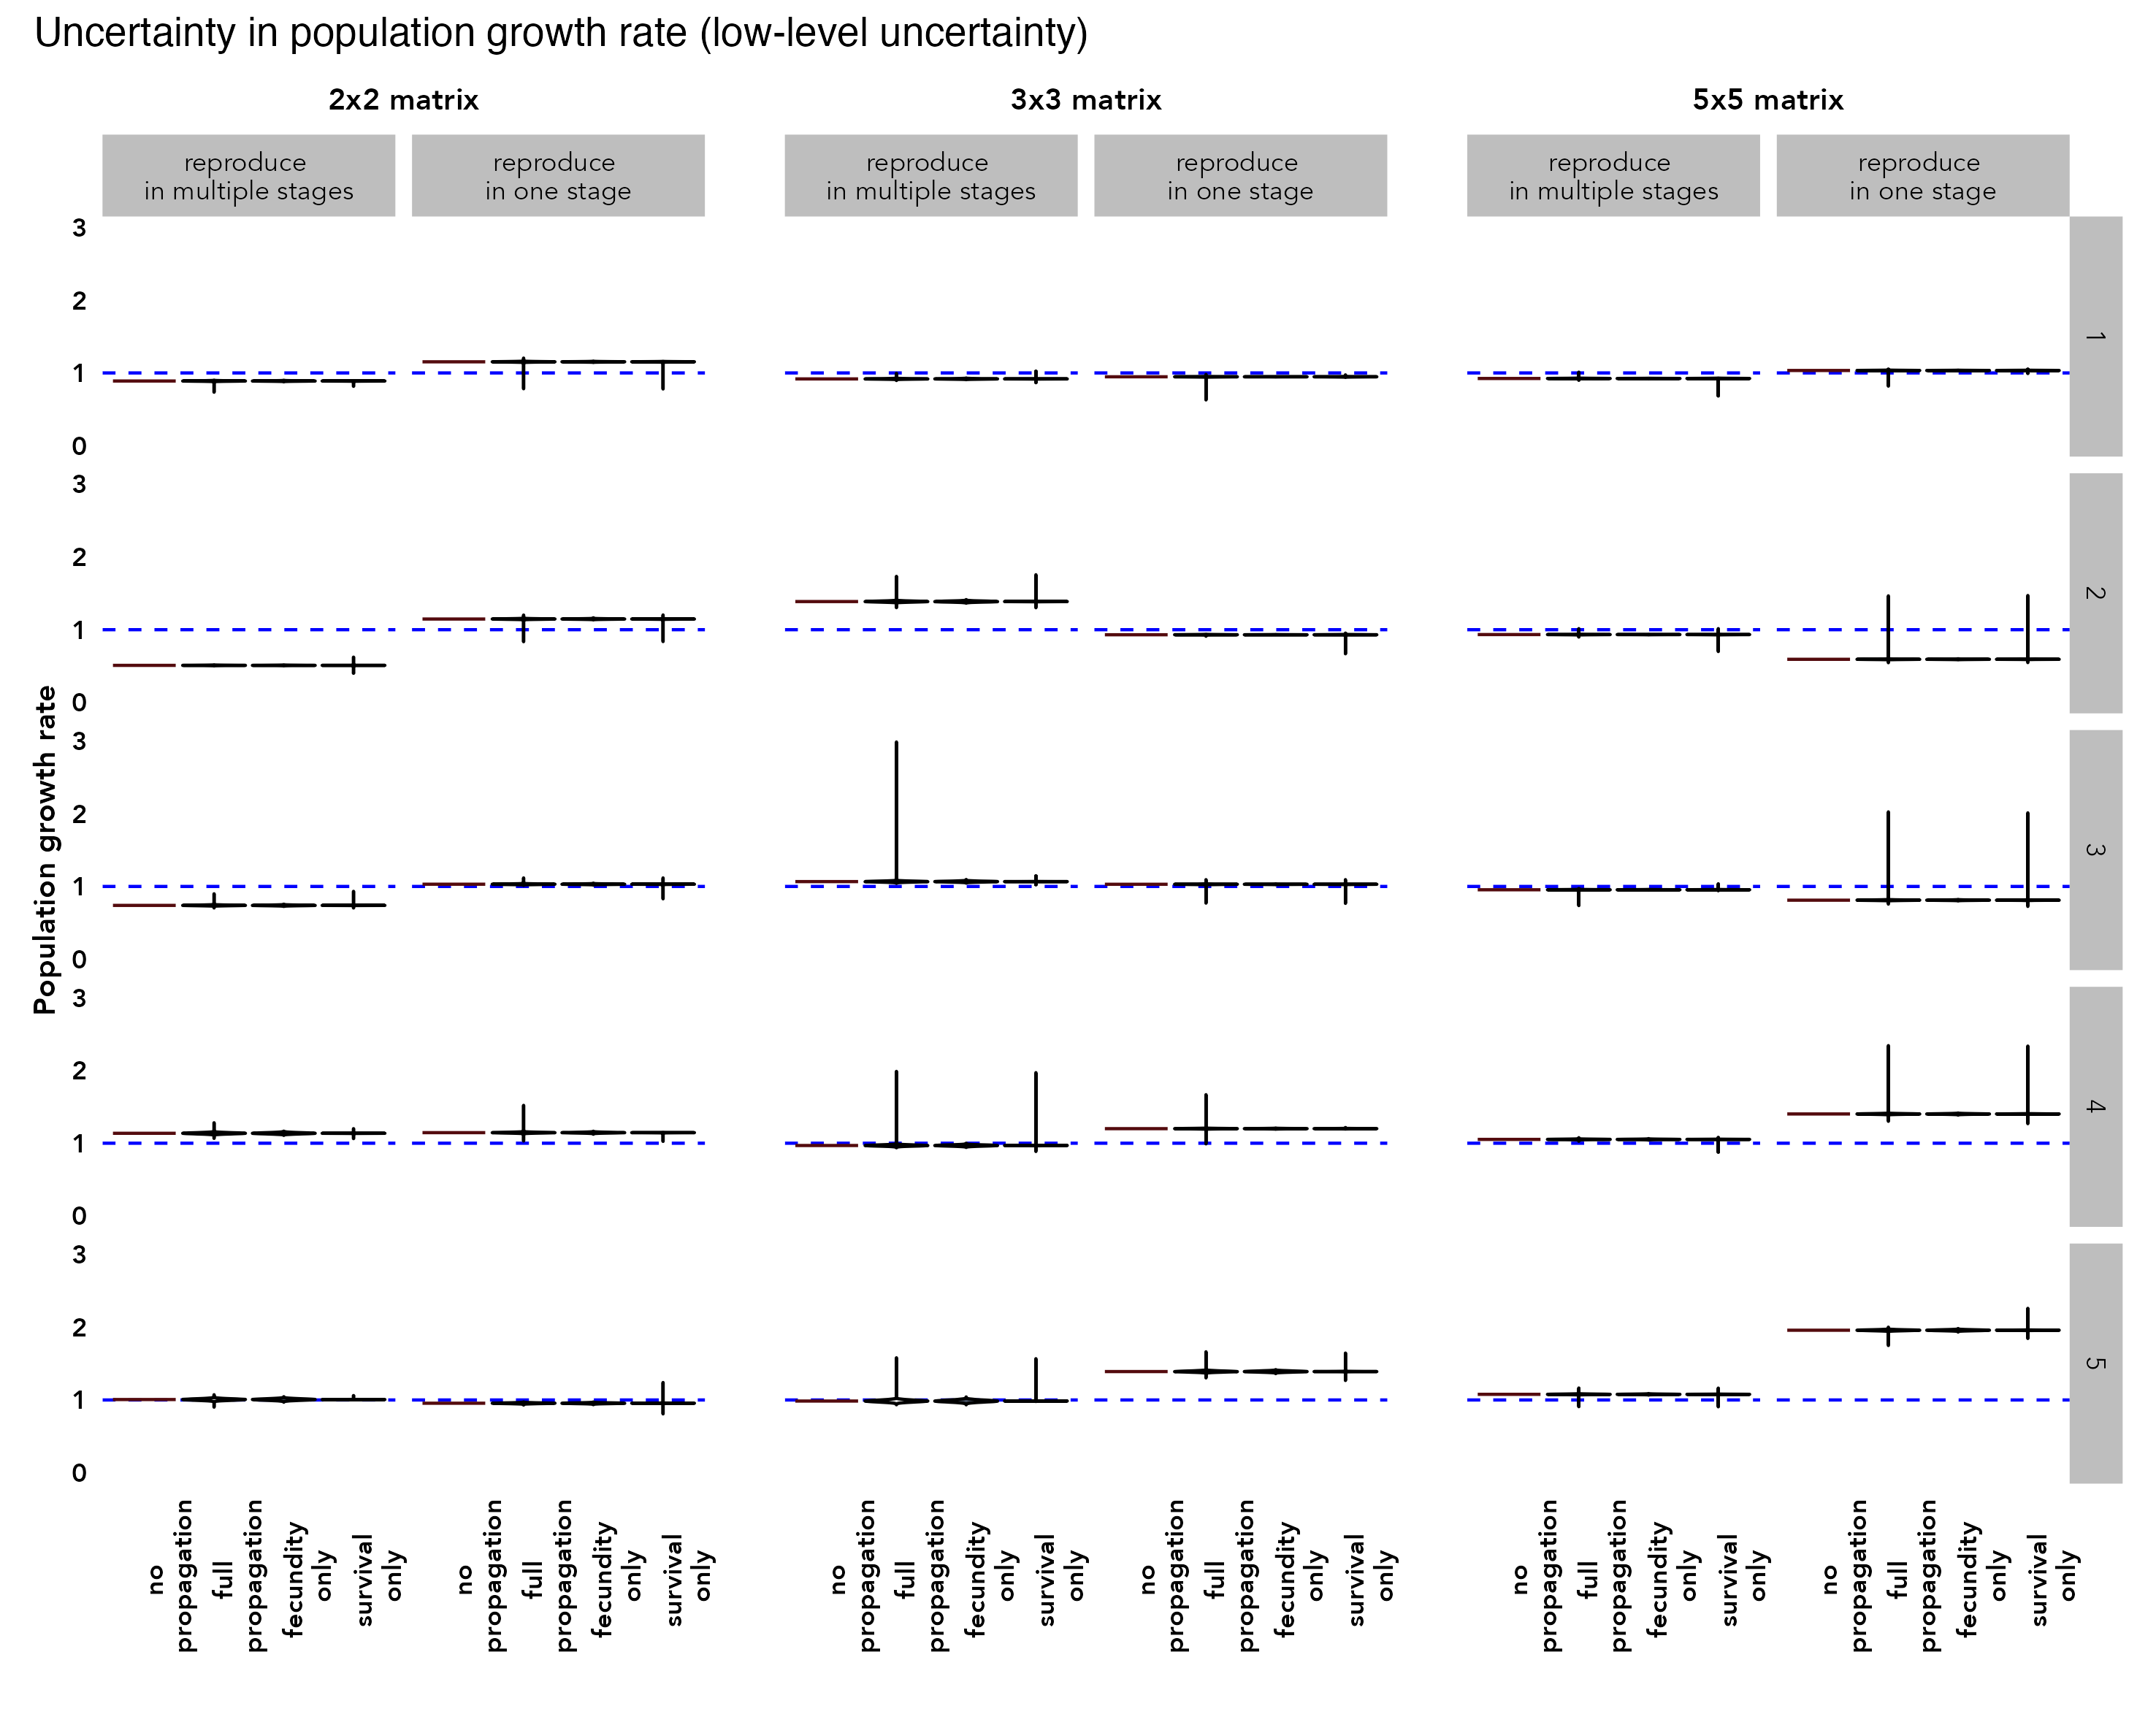 Uncertainty in population growth rate (low-level uncertainty)
2x2 matrix
3x3 matrix
5x5 matrix
reproduce
in multiple stages
reproduce
in one stage
reproduce
in multiple stages
reproduce
in one stage
reproduce
in multiple stages
reproduce
in one stage
Population growth rate
3
2
1
0
1
3
2
1
0
2
3
2
1
0
3
3
2
1
0
4
3
2
1
0
5
no
propagation
full
propagation
fecundity
only
survival
only
no
propagation
full
propagation
fecundity
only
survival
only
no
propagation
full
propagation
fecundity
only
survival
only
no
propagation
full
propagation
fecundity
only
survival
only
no
propagation
full
propagation
fecundity
only
survival
only
no
propagation
full
propagation
fecundity
only
survival
only